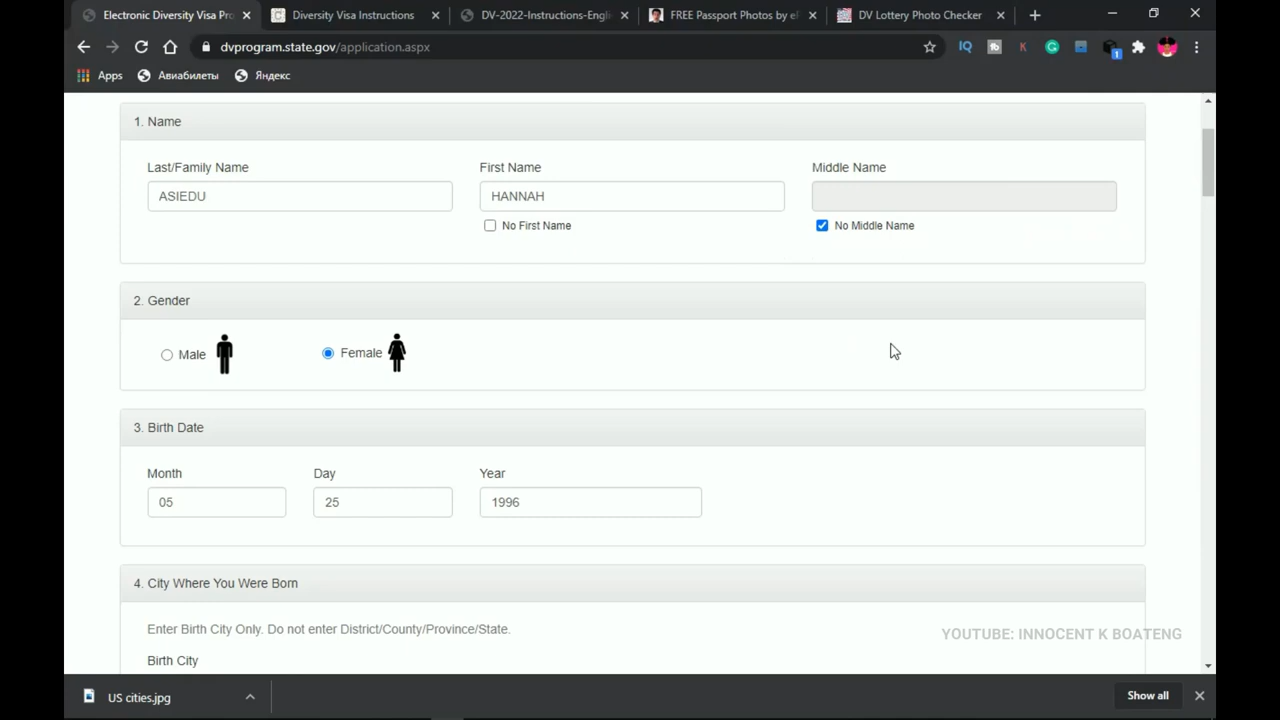 Electronic Diversity Visa Pro
Diversity Visa Instructions
DV-2022-Instructions-Engli
FREE Passport Photos by eP
DV Lottery Photo Checker
dvprogram.state.gov/application.aspx
IQ
K
1
Apps
Авиабилеты
Яндекс
1. Name
Last/Family Name
First Name
Middle Name
ASIEDU
HANNAH
No First Name
No Middle Name
2. Gender
Male
Female
3. Birth Date
Month
Day
Year
05
25
1996
4. City Where You Were Born
Enter Birth City Only. Do not enter District/County/Province/State.
YOUTUBE: INNOCENT K BOATENG
Birth City
US cities.jpg
Show all